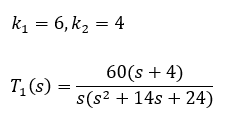 k₁ = 6, k₂ = 4
T₁(s) = 60(s + 4) / s(s² + 14s + 24)